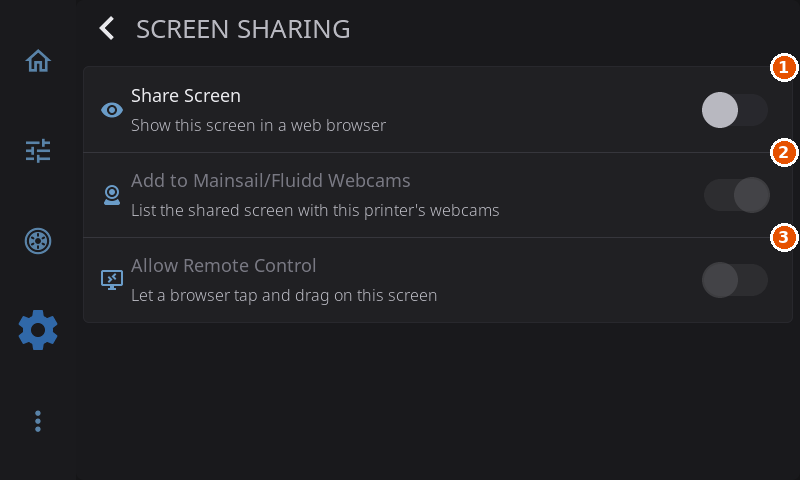 SCREEN SHARING
1
Share Screen
Show this screen in a web browser
2
Add to Mainsail/Fluidd Webcams
List the shared screen with this printer's webcams
3
Allow Remote Control
Let a browser tap and drag on this screen